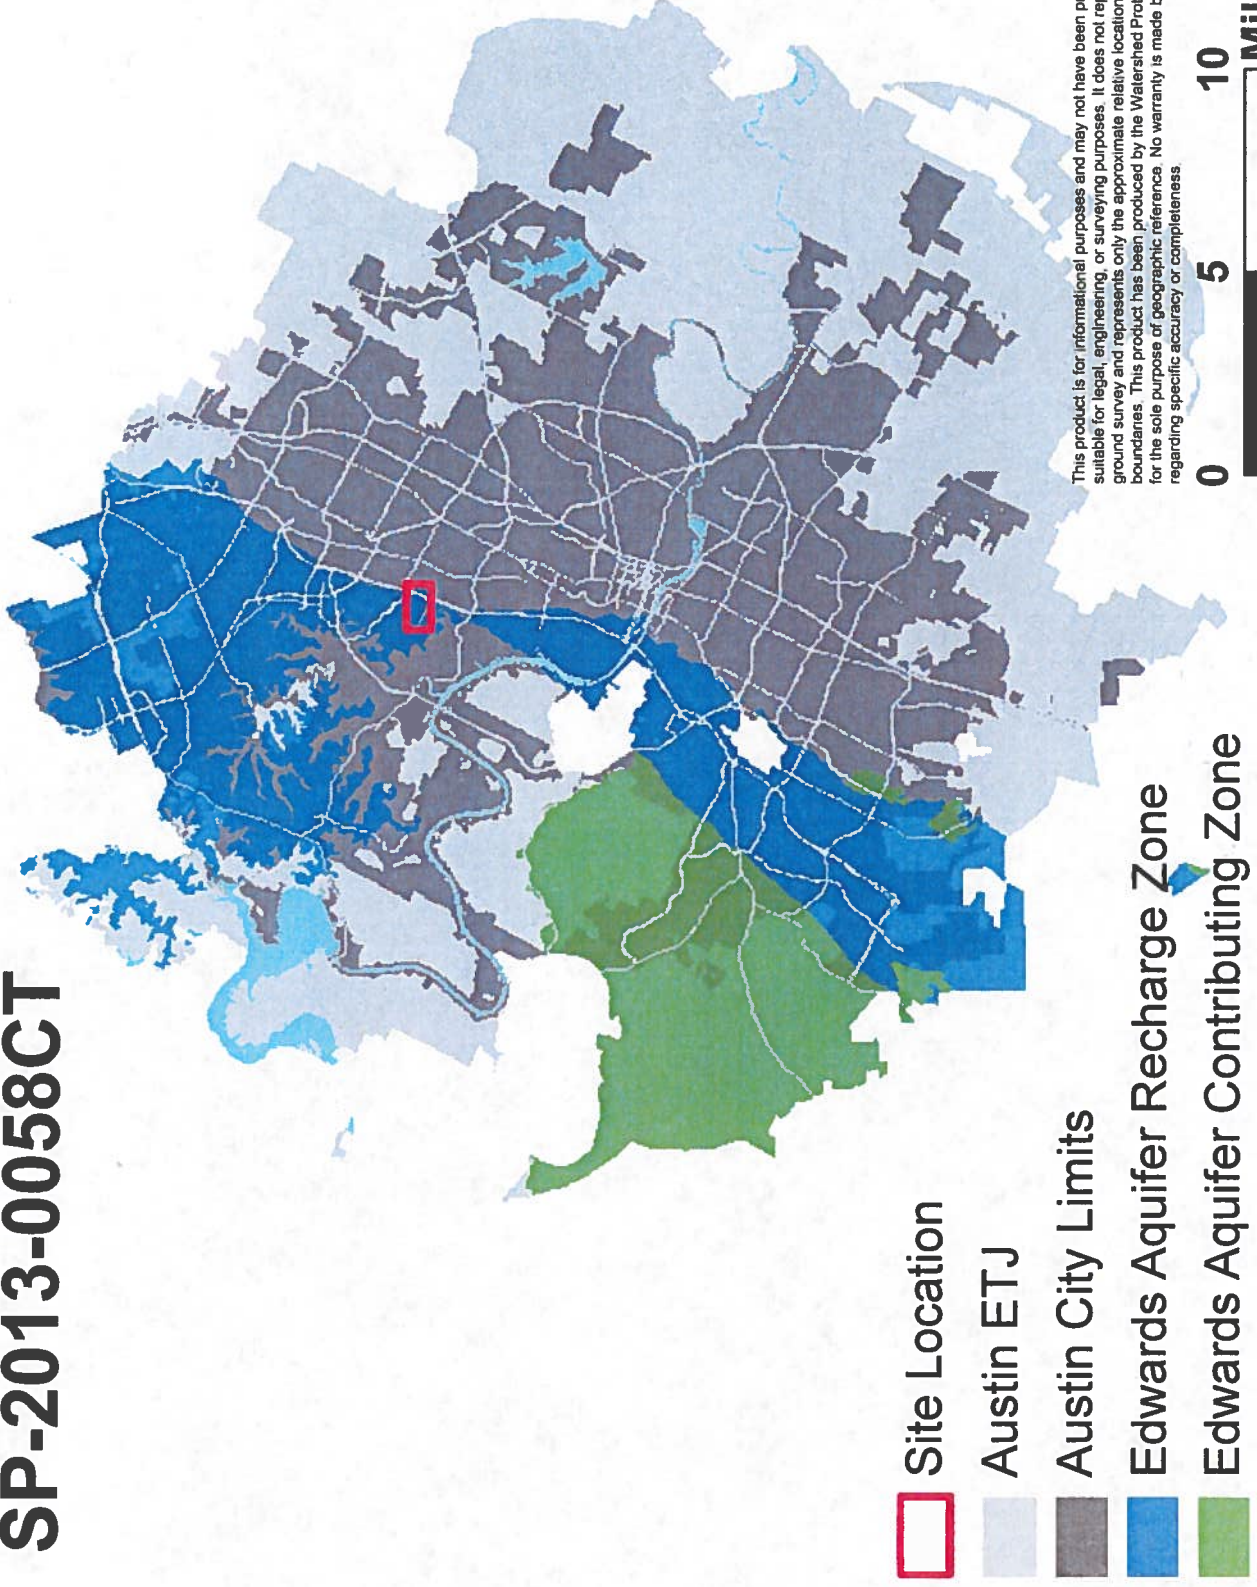 SP-2013-0058CT
Site Location
Austin ETJ
Austin City Limits
Edwards Aquifer Recharge Zone
Edwards Aquifer Contributing Zone
This product is for informational purposes and may not have been
suitable for legal, engineering, or surveying purposes. It does not
ground survey and represents only the approximate relative
boundaries. This product has been produced by the Watershed
for the sole purpose of geographic reference. No warranty is made
regarding specific accuracy or completeness.
0 5 10